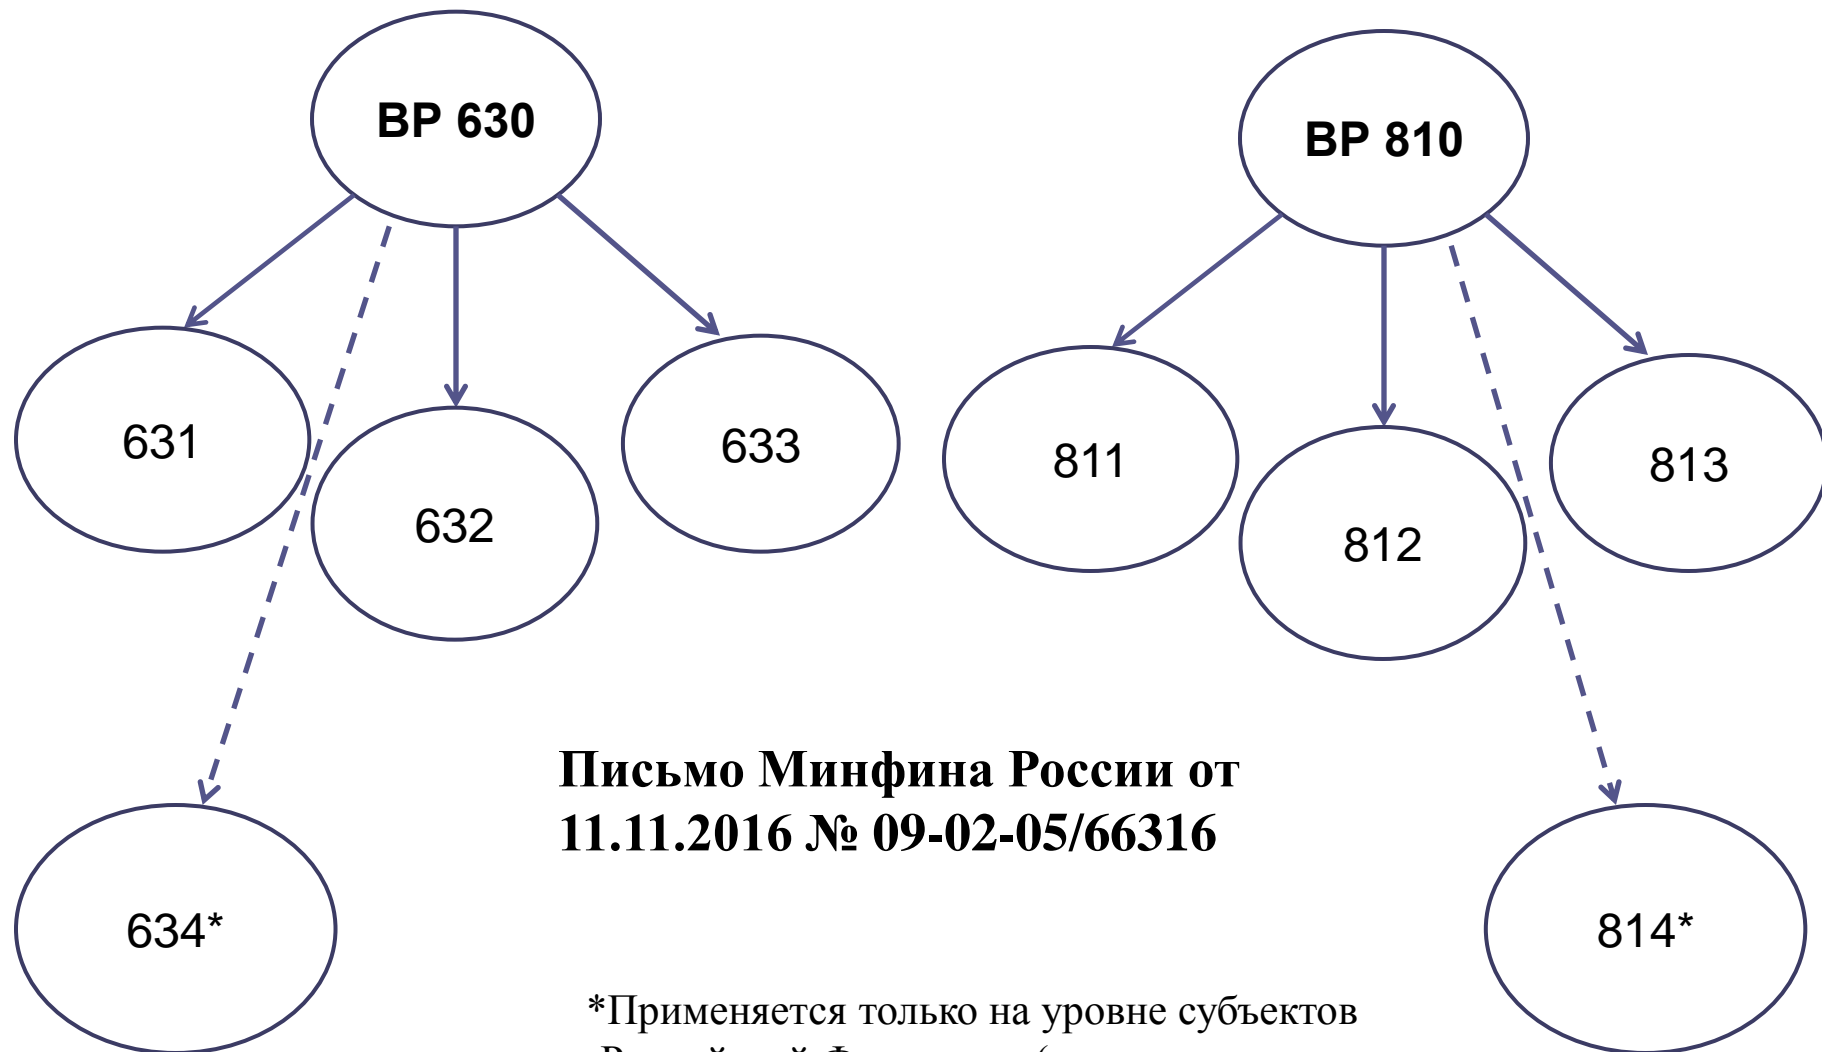 ВР 630
ВР 810
631
632
633
811
812
813
Письмо Минфина России от
11.11.2016 № 09-02-05/66316
634*
814*
*Применяется только на уровне субъектов